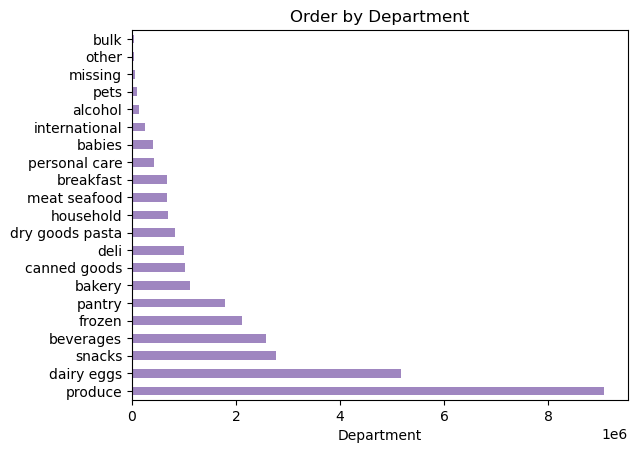 Order by Department
bulk
other
missing
pets
alcohol
international
babies
personal care
breakfast
meat seafood
household
dry goods pasta
deli
canned goods
bakery
pantry
frozen
beverages
snacks
dairy eggs
produce
0 2 4 6 8
1e6
Department